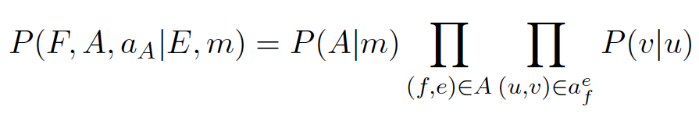 P(F, A, a_A|E, m) = P(A|m) ∏_{(f,e)∈A} ∏_{(u,v)∈a_f^e} P(v|u)